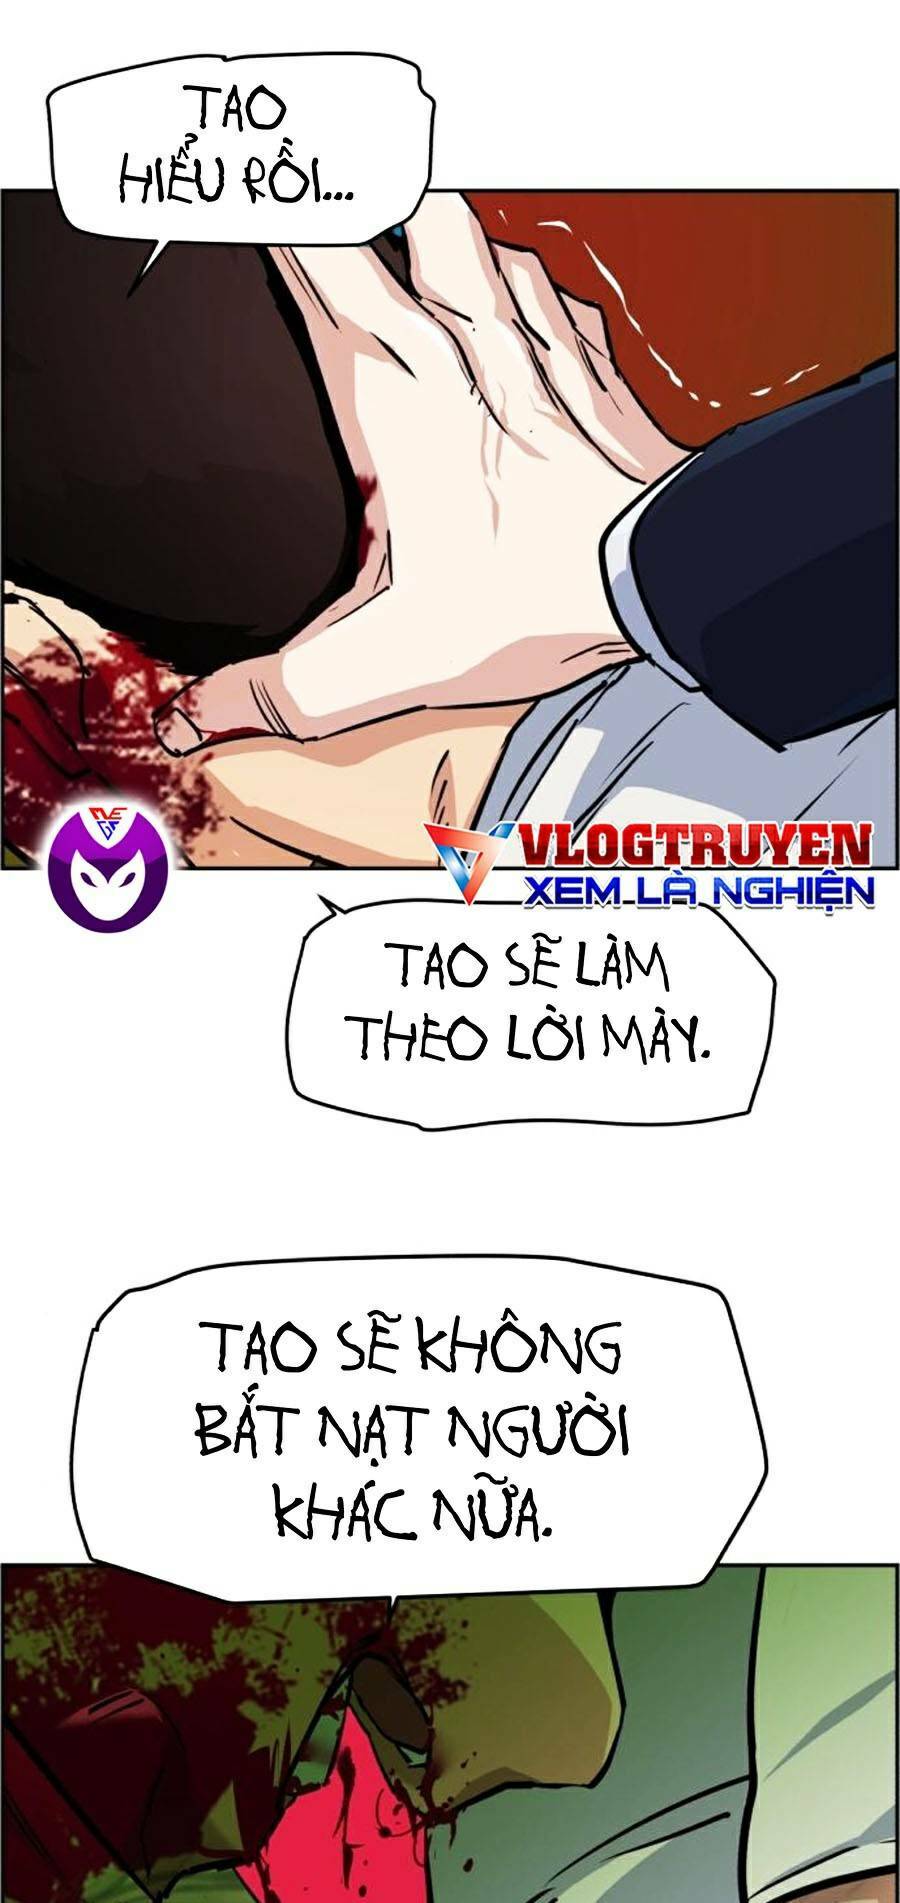 TAO
HIỂU RỒI...
VLOGTRUYEN
XEM LÀ NGHIỆN
TAO SẼ LÀM
THEO LỜI MÀY.
TAO SẼ KHÔNG
BẮT NẠT NGƯỜI
KHÁC NỮA.